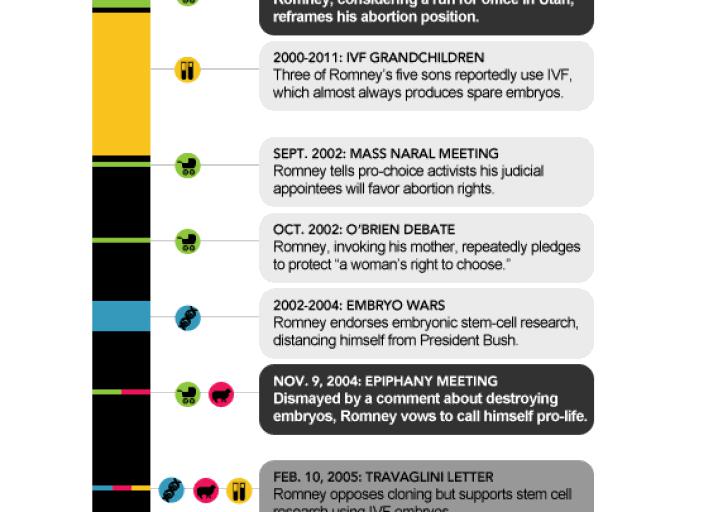 Romney, considering a run for office in Utah,
reframes his abortion position.
2000-2011: IVF GRANDCHILDREN
Three of Romney's five sons reportedly use IVF,
which almost always produces spare embryos.
SEPT. 2002: MASS NARAL MEETING
Romney tells pro-choice activists his judicial
appointees will favor abortion rights.
OCT. 2002: O'BRIEN DEBATE
Romney, invoking his mother, repeatedly pledges
to protect “a woman's right to choose.”
2002-2004: EMBRYO WARS
Romney endorses embryonic stem-cell research,
distancing himself from President Bush.
NOV. 9, 2004: EPIPHANY MEETING
Dismayed by a comment about destroying
embryos, Romney vows to call himself pro-life.
FEB. 10, 2005: TRAVAGLINI LETTER
Romney opposes cloning but supports stem cell
research using IVF embryos.